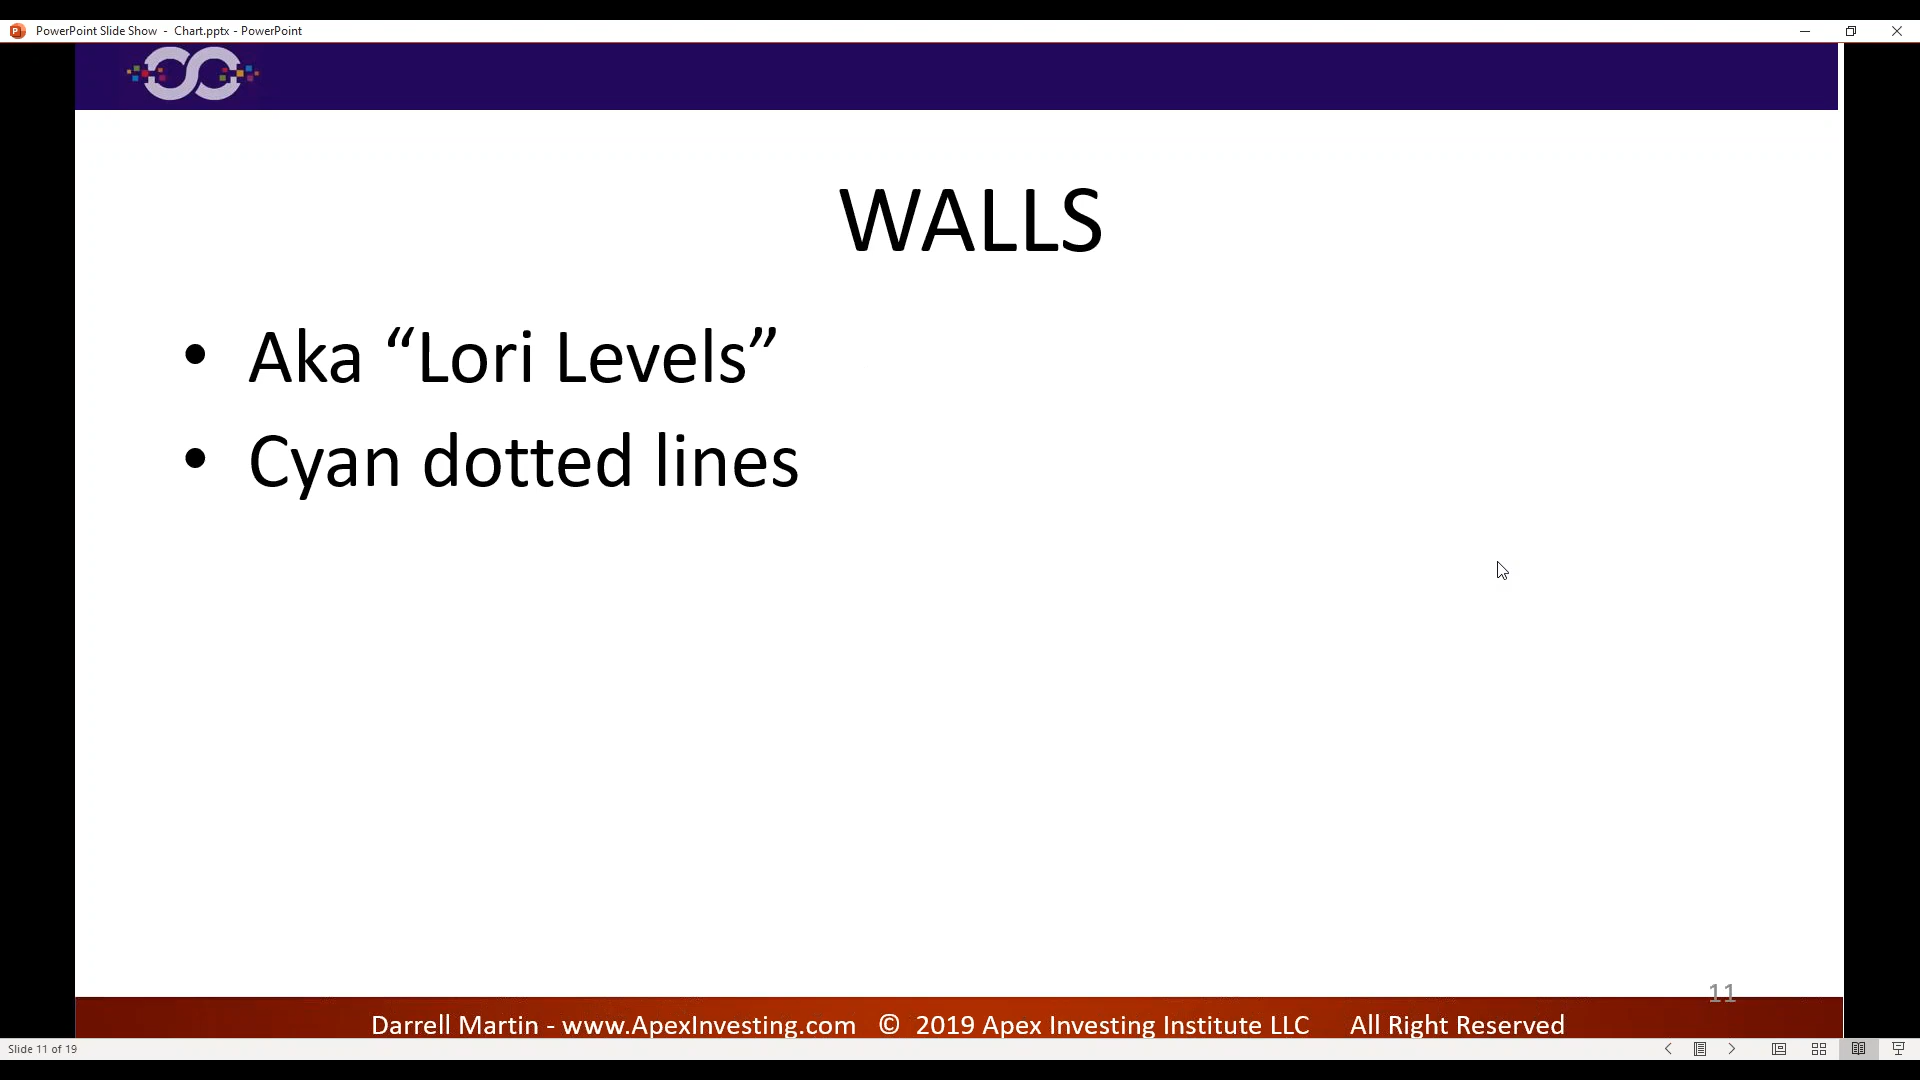 PowerPoint Slide Show - Chart.pptx - PowerPoint
WALLS
• Aka “Lori Levels”
• Cyan dotted lines
11
Darrell Martin - www.ApexInvesting.com © 2019 Apex Investing Institute LLC All Right Reserved
Slide 11 of 19